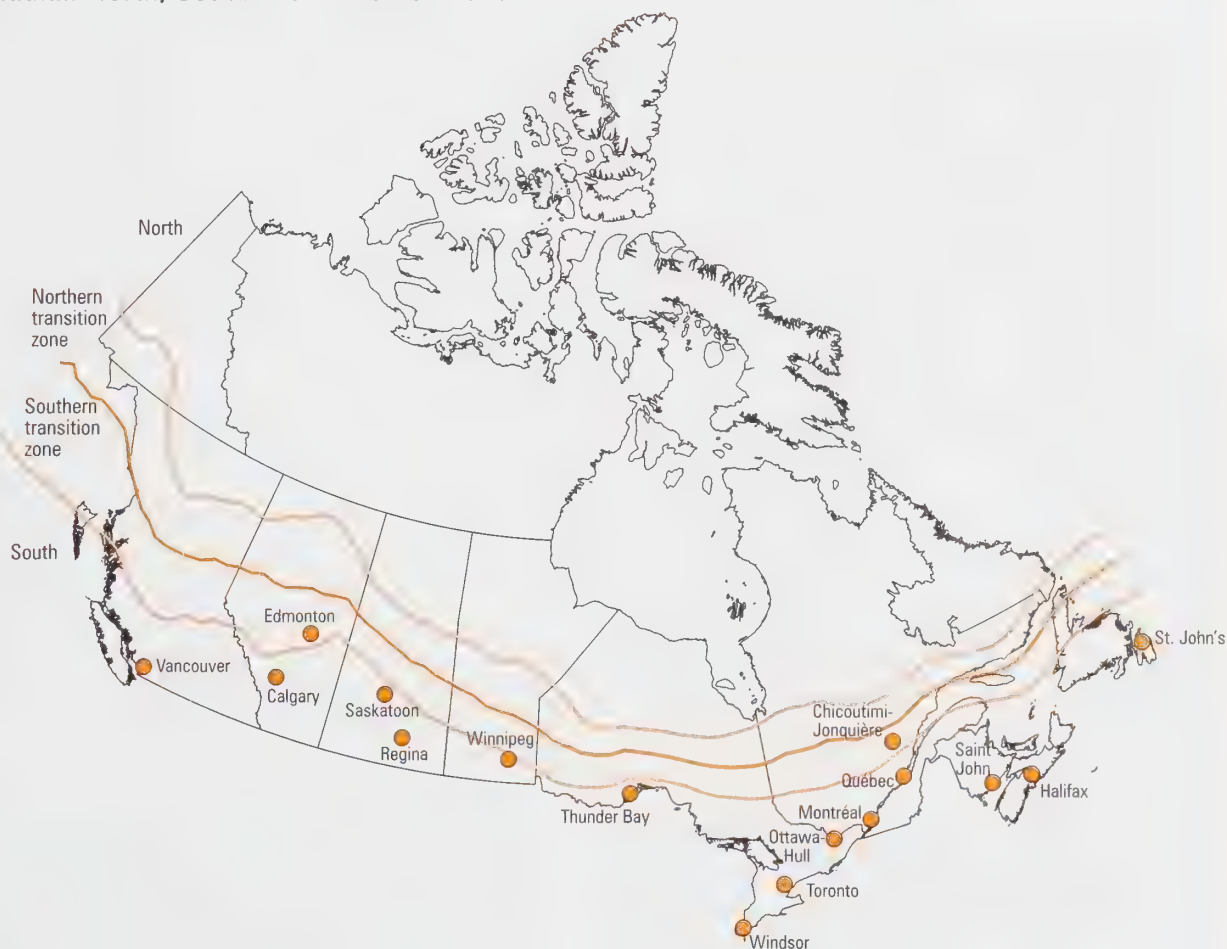 North
Northern
transition
zone
Southern
transition
zone
South
Edmonton
Vancouver
Calgary
Saskatoon
Regina
Winnipeg
Thunder Bay
Chicoutimi-
Jonquière
Québec
Montréal
Ottawa-
Hull
Toronto
Windsor
Saint
John
Halifax
St. John's